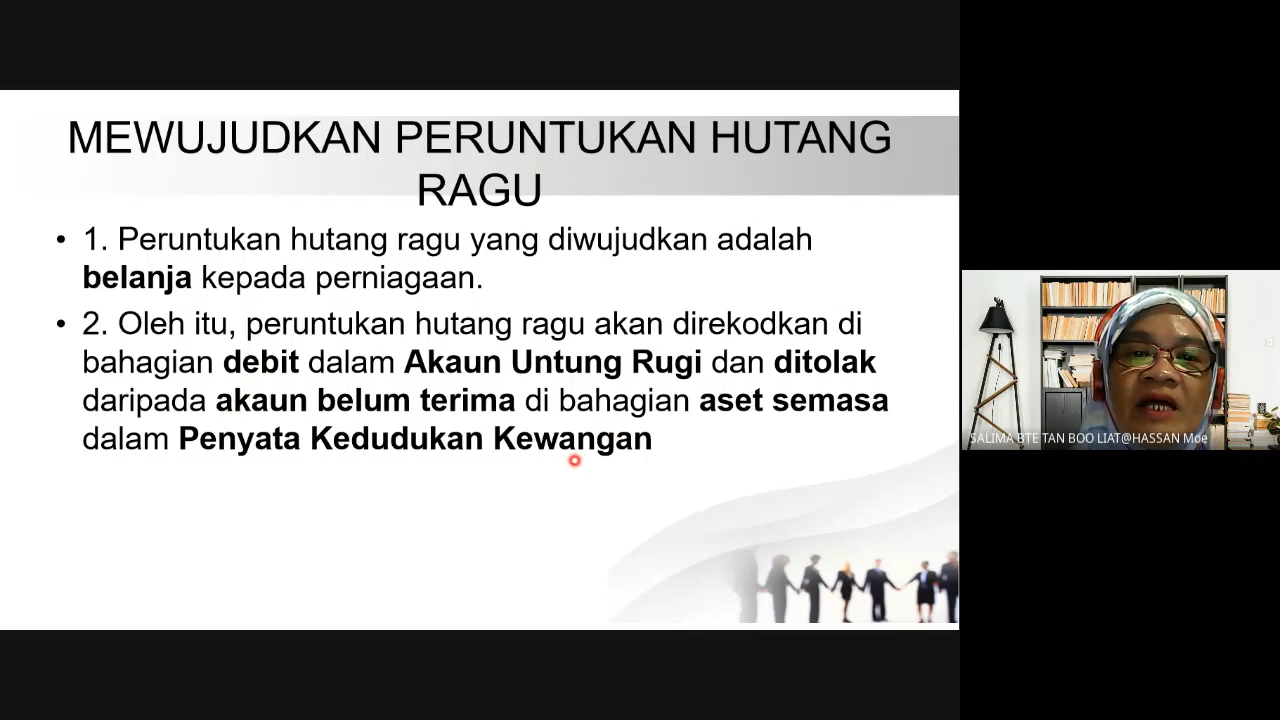 MEWUJUDKAN PERUNTUKAN HUTANG
RAGU
• 1. Peruntukan hutang ragu yang diwujudkan adalah
belanja kepada perniagaan.
• 2. Oleh itu, peruntukan hutang ragu akan direkodkan di
bahagian debit dalam Akaun Untung Rugi dan ditolak
daripada akaun belum terima di bahagian aset semasa
dalam Penyata Kedudukan Kewangan
SALIMA BTE TAN BOO LIAT@HASSAN Moe